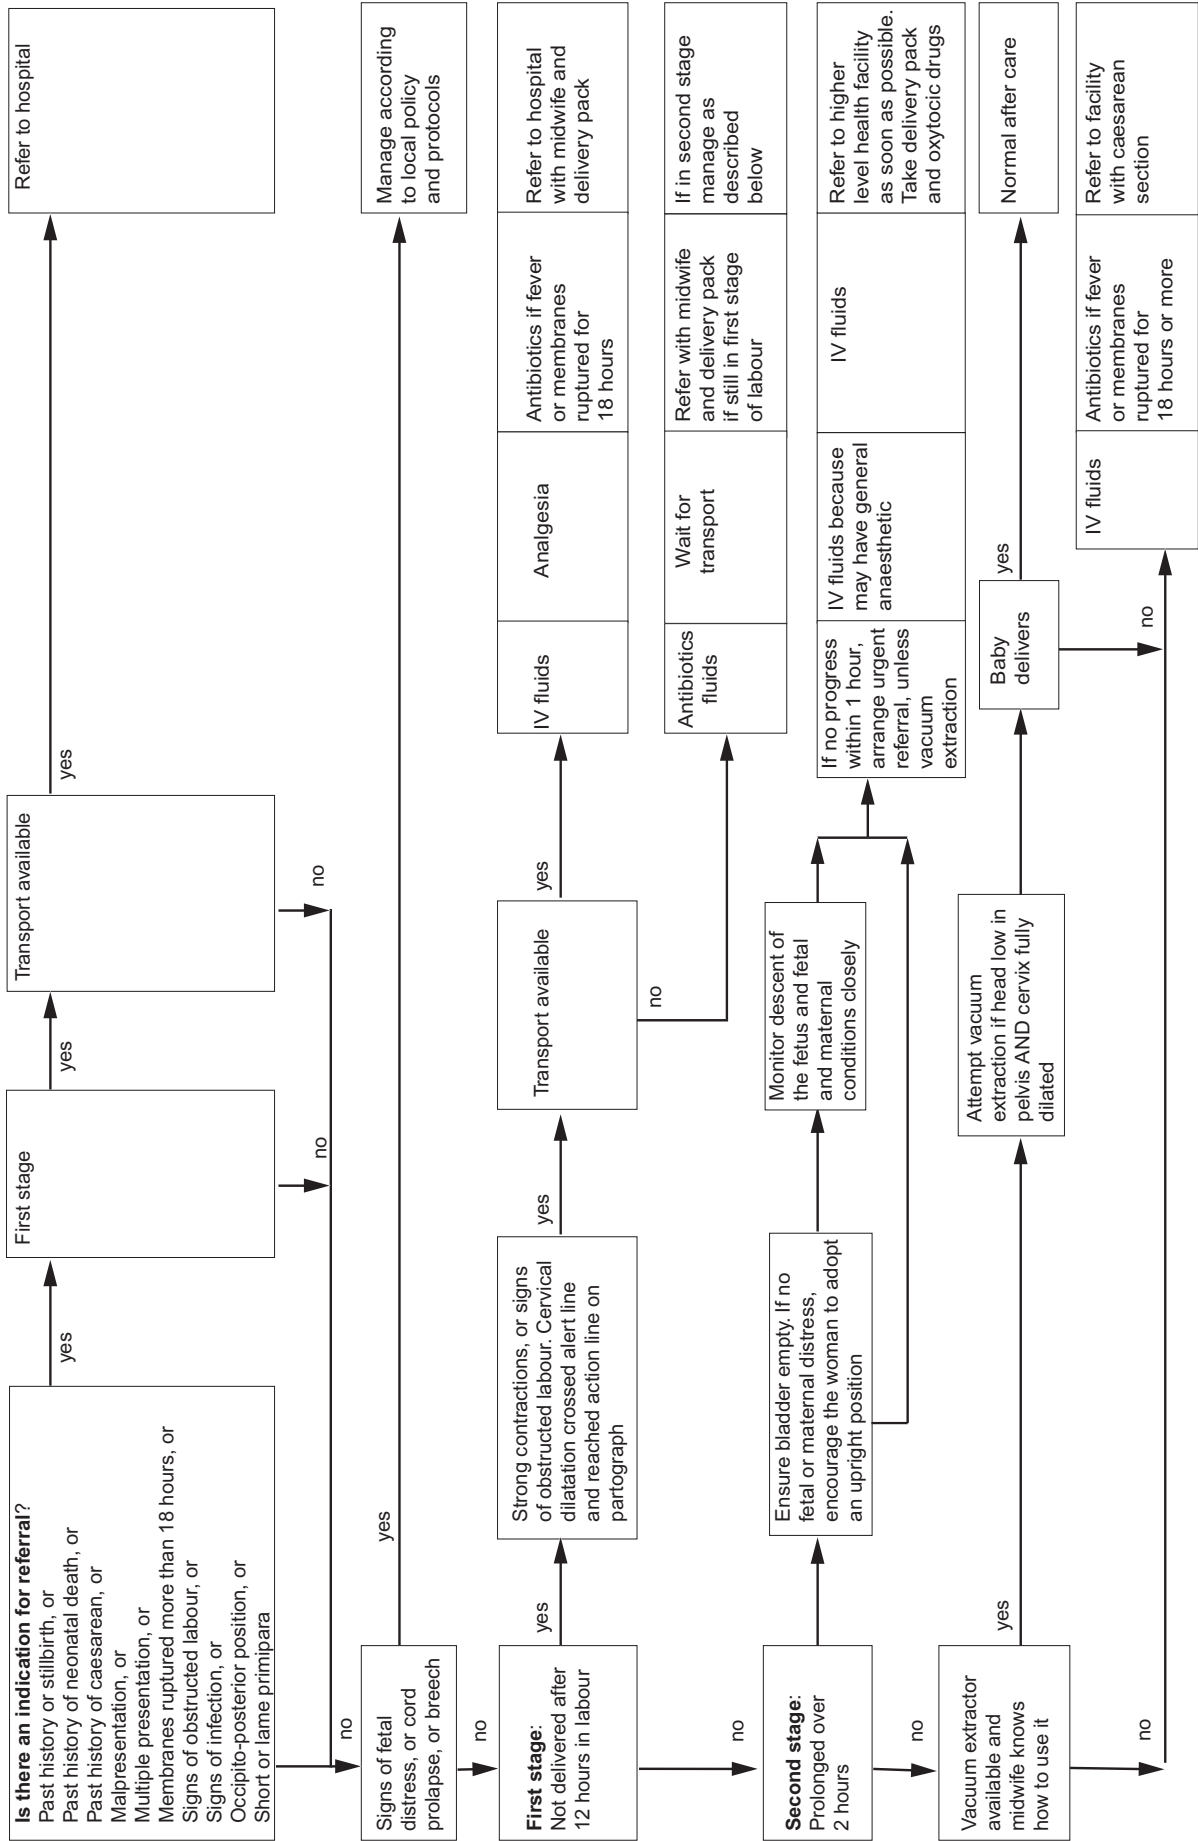 Is there an indication for referral?
Past history or stillbirth, or
Past history of neonatal death, or
Past history of caesarean, or
Malpresentation, or
Multiple presentation, or
Membranes ruptured more than 18 hours, or
Signs of obstructed labour, or
Signs of infection, or
Occipito-posterior position, or
Short or lame primipara
yes
First stage
yes
Transport available
yes
Refer to hospital
no
no
no
Signs of fetal
distress, or cord
prolapse, or breech
yes
Manage according
to local policy
and protocols
no
First stage:
Not delivered after
12 hours in labour
yes
Strong contractions, or signs
of obstructed labour. Cervical
dilatation crossed alert line
and reached action line on
partograph
yes
Transport available
yes
IV fluids
Analgesia
Antibiotics if fever
or membranes
ruptured for
18 hours
Refer to hospital
with midwife and
delivery pack
no
Antibiotics
fluids
Wait for
transport
Refer with midwife
and delivery pack
if still in first stage
of labour
If in second stage
manage as
described
below
no
Second stage:
Prolonged over
2 hours
Ensure bladder empty. If no
fetal or maternal distress,
encourage the woman to adopt
an upright position
Monitor descent of
the fetus and fetal
and maternal
conditions closely
If no progress
within 1 hour,
arrange urgent
referral, unless
vacuum
extraction
IV fluids because
may have general
anaesthetic
IV fluids
Refer to higher
level health facility
as soon as possible.
Take delivery pack
and oxytocic drugs
no
Vacuum extractor
available and
midwife knows
how to use it
yes
Attempt vacuum
extraction if head low in
pelvis AND cervix fully
dilated
Baby
delivers
yes
Normal after care
no
no
IV fluids
Antibiotics if fever
or membranes
ruptured for
18 hours or more
Refer to facility
with caesarean
section